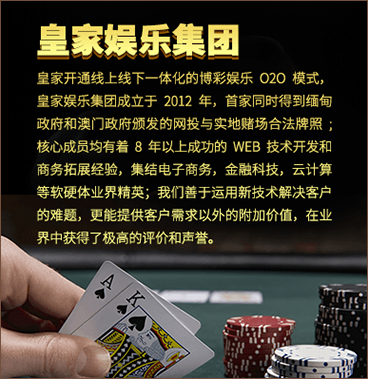 皇家娱乐集团
皇家开通线上线下一体化的博彩娱乐 O2O 模式，
皇家娱乐集团成立于 2012 年，首家同时得到缅甸
政府和澳门政府颁发的网投与实地赌场合法牌照；
核心成员均有着 8 年以上成功的 WEB 技术开发和
商务拓展经验，集结电子商务，金融科技，云计算
等软硬体业界精英；我们善于运用新技术解决客户
的难题，更能提供客户需求以外的附加价值，在业
界中获得了极高的评价和声誉。
A
K